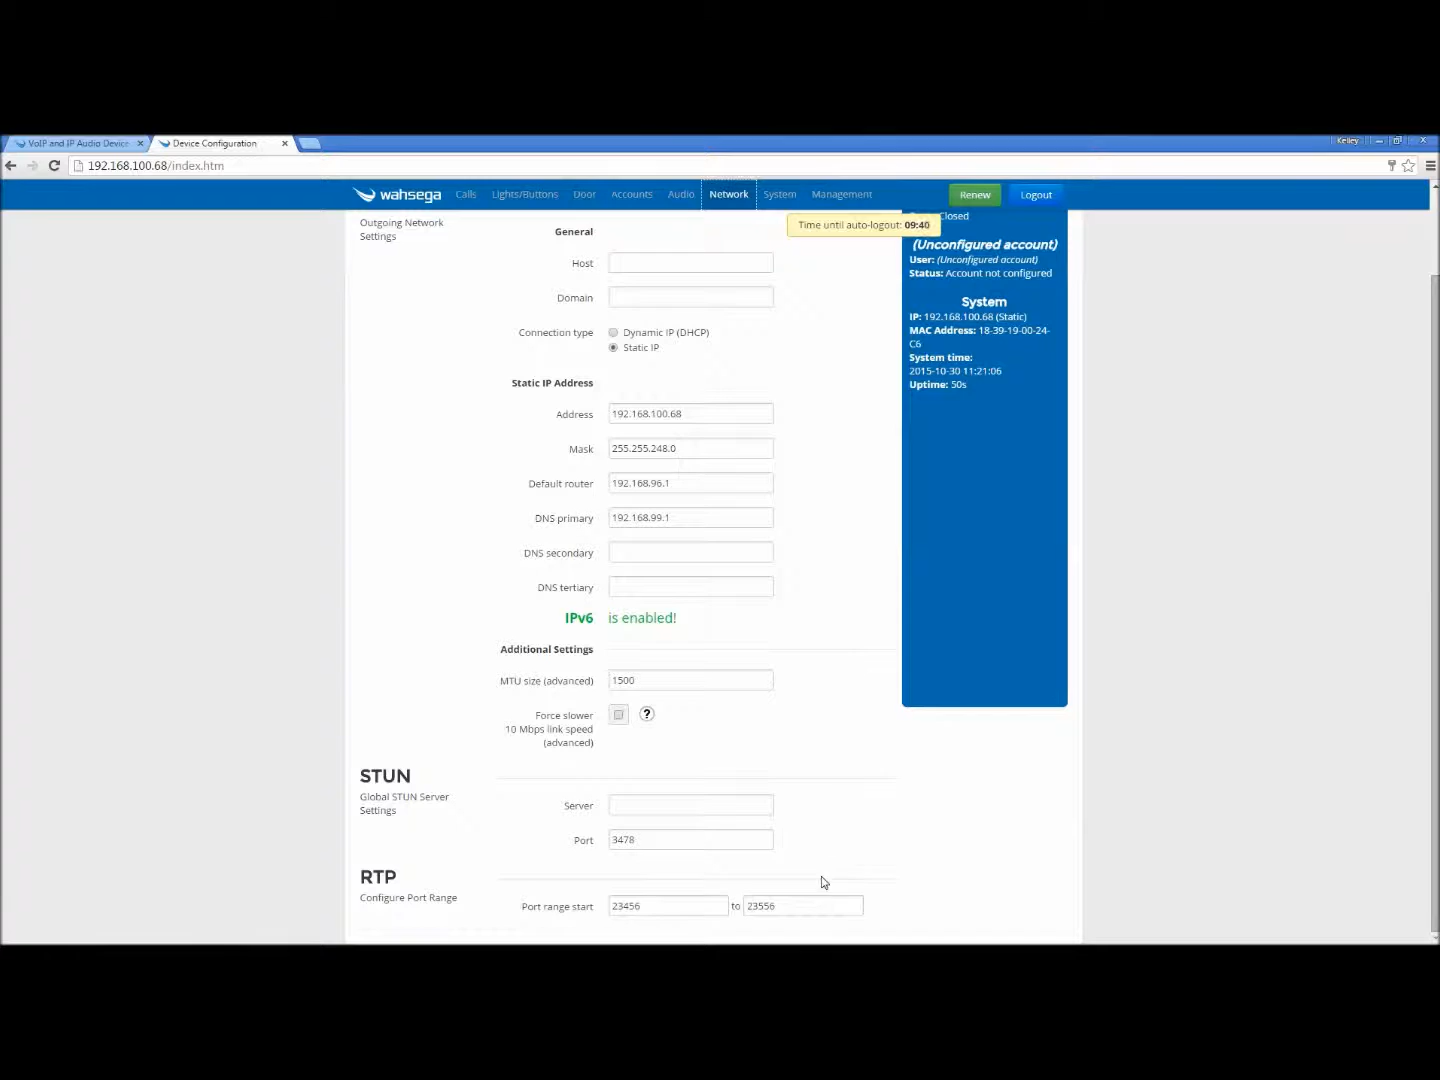 VoIP and IP Audio Device
Device Configuration
Kelley
192.168.100.68/index.htm
wahsega Calls Lights/Buttons Door Accounts Audio Network System Management Renew Logout
Time until auto-logout: 09:40
Closed
Outgoing Network
Settings
General
Host
Domain
Connection type Dynamic IP (DHCP)
Static IP
Static IP Address
Address 192.168.100.68
Mask 255.255.248.0
Default router 192.168.96.1
DNS primary 192.168.99.1
DNS secondary
DNS tertiary
IPv6 is enabled!
Additional Settings
MTU size (advanced) 1500
Force slower
10 Mbps link speed
(advanced)
?
STUN
Global STUN Server
Settings
Server
Port 3478
RTP
Configure Port Range
Port range start 23456 to 23556
(Unconfigured account)
User: (Unconfigured account)
Status: Account not configured
System
IP: 192.168.100.68 (Static)
MAC Address: 18-39-19-00-24-
C6
System time:
2015-10-30 11:21:06
Uptime: 50s